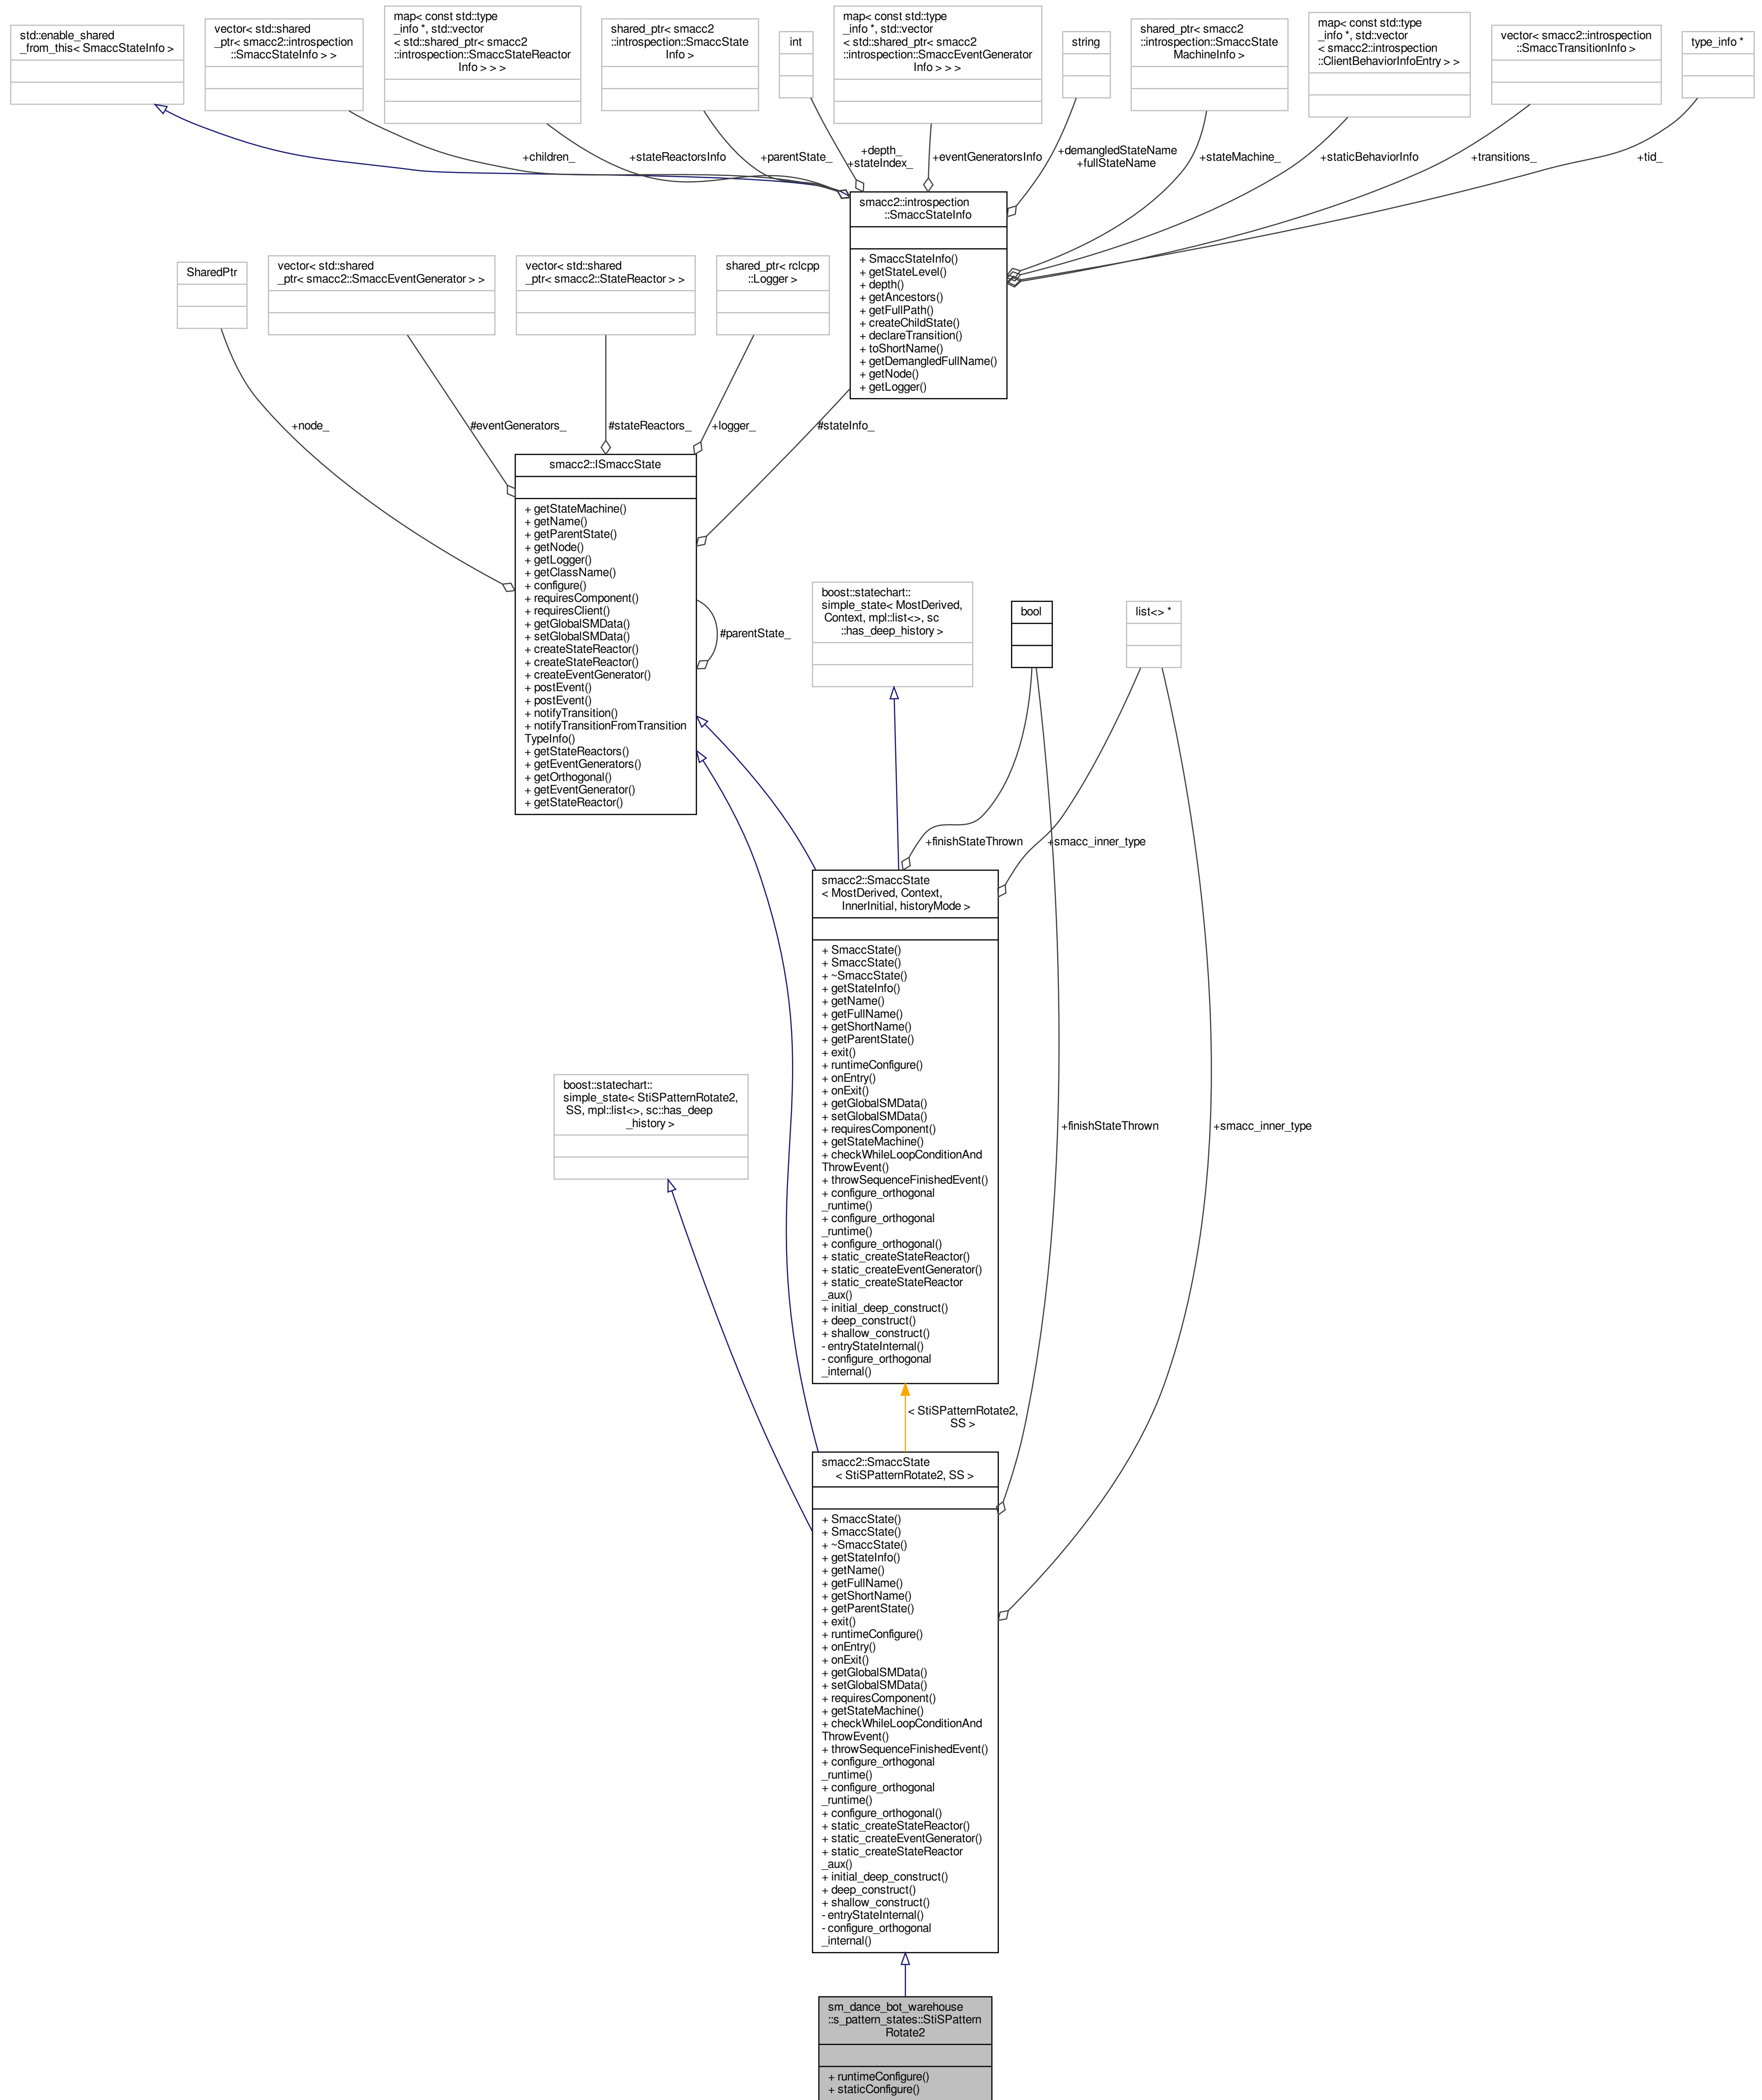 std::enable_shared
_from_this< SmaccStateInfo >
vector< std::shared
_ptr< smacc2::introspection
::SmaccStateInfo > >
map< const std::type
_info *, std::vector
< std::shared_ptr< smacc2
::introspection::SmaccStateReactor
Info > > >
shared_ptr< smacc2
::introspection::SmaccState
Info >
int
map< const std::type
_info *, std::vector
< std::shared_ptr< smacc2
::introspection::SmaccEventGenerator
Info > > >
string
shared_ptr< smacc2
::introspection::SmaccState
MachineInfo >
map< const std::type
_info *, std::vector
< smacc2::introspection
::ClientBehaviorInfoEntry > >
vector< smacc2::introspection
::SmaccTransitionInfo >
type_info *
+children_
+stateReactorsInfo
+parentState_
+depth_
+stateIndex_
+eventGeneratorsInfo
+demangledStateName
+fullStateName
+stateMachine_
+staticBehaviorInfo
+transitions_
+tid_
smacc2::introspection
::SmaccStateInfo
+ SmaccStateInfo()
+ getStateLevel()
+ depth()
+ getAncestors()
+ getFullPath()
+ createChildState()
+ declareTransition()
+ toShortName()
+ getDemangledFullName()
+ getNode()
+ getLogger()
SharedPtr
vector< std::shared
_ptr< smacc2::SmaccEventGenerator > >
vector< std::shared
_ptr< smacc2::StateReactor > >
shared_ptr< rclcpp
::Logger >
+node_
#eventGenerators_
#stateReactors_
+logger_
#stateInfo_
smacc2::ISmaccState
+ getStateMachine()
+ getName()
+ getParentState()
+ getNode()
+ getLogger()
+ getClassName()
+ configure()
+ requiresComponent()
+ requiresClient()
+ getGlobalSMData()
+ setGlobalSMData()
+ createStateReactor()
+ createStateReactor()
+ createEventGenerator()
+ postEvent()
+ postEvent()
+ notifyTransition()
+ notifyTransitionFromTransition
TypeInfo()
+ getStateReactors()
+ getEventGenerators()
+ getOrthogonal()
+ getEventGenerator()
+ getStateReactor()
#parentState_
boost::statechart::
simple_state< MostDerived,
Context, mpl::list<>, sc
::has_deep_history >
bool
list<> *
+finishStateThrown
+smacc_inner_type
smacc2::SmaccState
< MostDerived, Context,
InnerInitial, historyMode >
+ SmaccState()
+ SmaccState()
+ ~SmaccState()
+ getStateInfo()
+ getName()
+ getFullName()
+ getShortName()
+ getParentState()
+ exit()
+ runtimeConfigure()
+ onEntry()
+ onExit()
+ getGlobalSMData()
+ setGlobalSMData()
+ requiresComponent()
+ getStateMachine()
+ checkWhileLoopConditionAnd
ThrowEvent()
+ throwSequenceFinishedEvent()
+ configure_orthogonal
_runtime()
+ configure_orthogonal
_runtime()
+ configure_orthogonal()
+ static_createStateReactor()
+ static_createEventGenerator()
+ static_createStateReactor
_aux()
+ initial_deep_construct()
+ deep_construct()
+ shallow_construct()
- entryStateInternal()
- configure_orthogonal
_internal()
boost::statechart::
simple_state< StiSPatternRotate2,
SS, mpl::list<>, sc::has_deep
_history >
+finishStateThrown
+smacc_inner_type
< StiSPatternRotate2,
SS >
smacc2::SmaccState
< StiSPatternRotate2, SS >
+ SmaccState()
+ SmaccState()
+ ~SmaccState()
+ getStateInfo()
+ getName()
+ getFullName()
+ getShortName()
+ getParentState()
+ exit()
+ runtimeConfigure()
+ onEntry()
+ onExit()
+ getGlobalSMData()
+ setGlobalSMData()
+ requiresComponent()
+ getStateMachine()
+ checkWhileLoopConditionAnd
ThrowEvent()
+ throwSequenceFinishedEvent()
+ configure_orthogonal
_runtime()
+ configure_orthogonal
_runtime()
+ configure_orthogonal()
+ static_createStateReactor()
+ static_createEventGenerator()
+ static_createStateReactor
_aux()
+ initial_deep_construct()
+ deep_construct()
+ shallow_construct()
- entryStateInternal()
- configure_orthogonal
_internal()
sm_dance_bot_warehouse
::s_pattern_states::StiSPattern
Rotate2
+ runtimeConfigure()
+ staticConfigure()